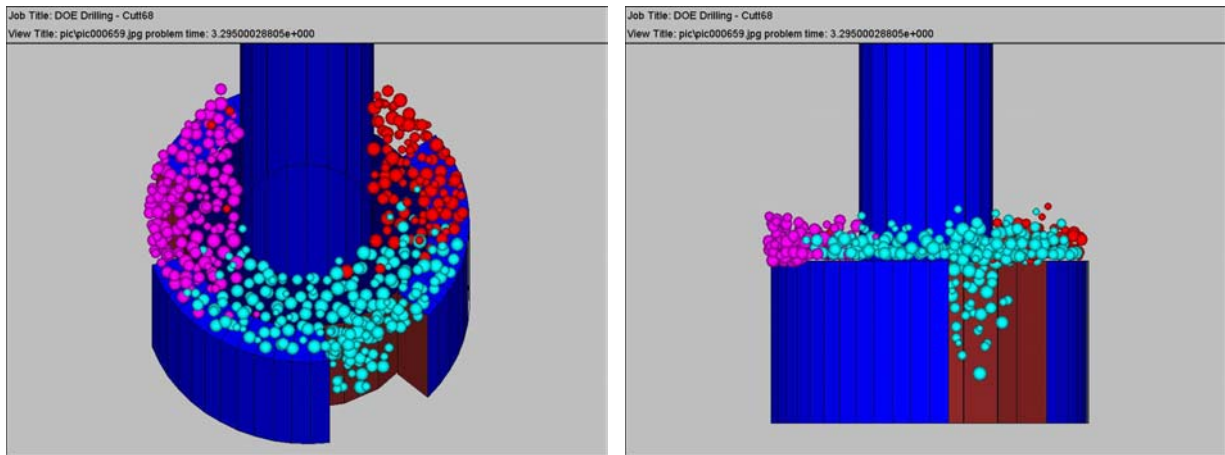 Job Title: DOE Drilling - Cutt68
View Title: pic\pic000659.jpg problem time: 3.29500028805e+000
Job Title: DOE Drilling - Cutt68
View Title: pic\pic000659.jpg problem time: 3.29500028805e+000